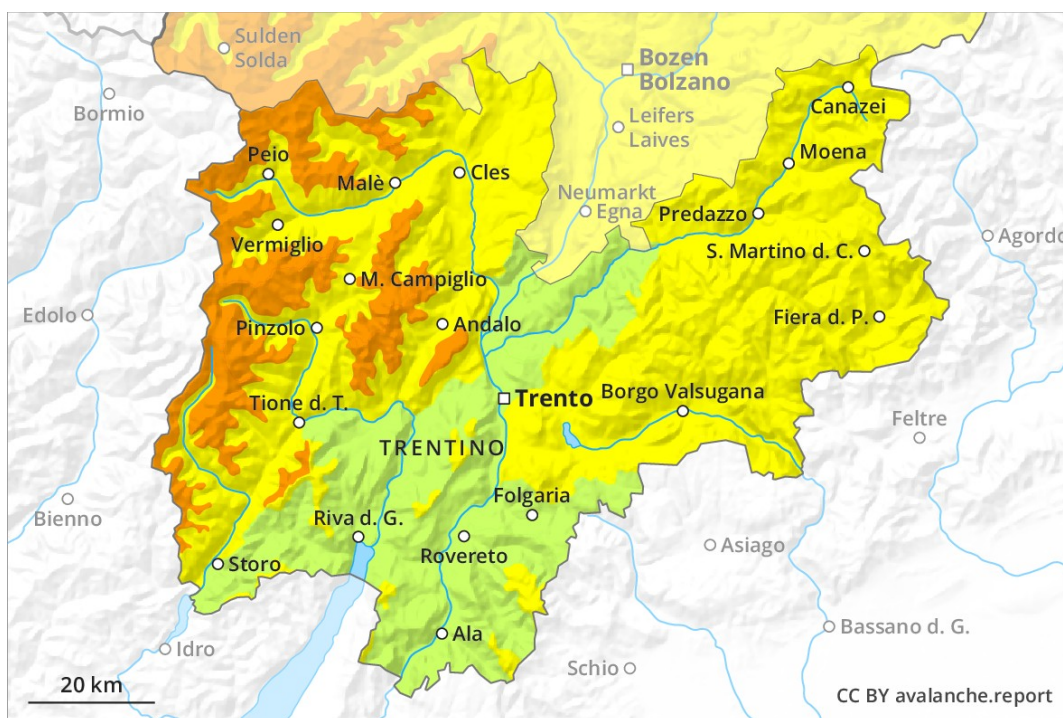 Sulden
Solda
Bozen
Bolzano
Bormio
Canazei
Leifers
Laives
Peio
Moena
Malè
Cles
Neumarkt
Egna
Predazzo
Vermiglio
S. Martino d. C.
Agordo
M. Campiglio
Edolo
Pinzolo
Andalo
Fiera d. P.
Trento
Borgo Valsugana
Tione d. T.
Feltre
TRENTINO
Bienno
Folgaria
Riva d. G.
Rovereto
Asiago
Storo
Ala
Bassano d. G.
Idro
Schio
20 km
CC BY avalanche.report